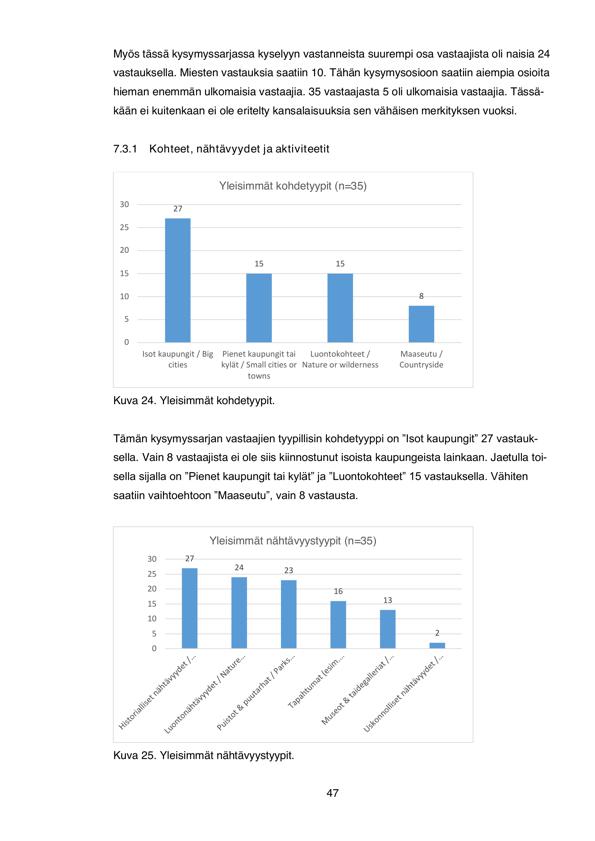 Myös tässä kysymyssarjassa kyselyyn vastanneista suurempi osa vastaajista oli naisia 24
vastauksella. Miesten vastauksia saatiin 10. Tähän kysymysosioon saatiin aiempia osioita
hieman enemmän ulkomaisia vastaajia. 35 vastaajasta 5 oli ulkomaisia vastaajia. Tässä-
kään ei kuitenkaan ei ole eritelty kansalaisuuksia sen vähäisen merkityksen vuoksi.
7.3.1 Kohteet, nähtävyydet ja aktiviteetit
Yleisimmät kohdetyypit (n=35)
30
27
25
20
15
15
15
10
8
5
0
Isot kaupungit / Big
cities
Pienet kaupungit tai
kylät / Small cities or
towns
Luontokohteet /
Nature or wilderness
Maaseutu /
Countryside
Kuva 24. Yleisimmät kohdetyypit.
Tämän kysymyssarjan vastaajien tyypillisin kohdetyyppi on ”Isot kaupungit” 27 vastauk-
sella. Vain 8 vastaajista ei ole siis kiinnostunut isoista kaupungeista lainkaan. Jaetulla toi-
sella sijalla on ”Pienet kaupungit tai kylät” ja ”Luontokohteet” 15 vastauksella. Vähiten
saatiin vaihtoehtoon ”Maaseutu”, vain 8 vastausta.
Yleisimmät nähtävyystyypit (n=35)
30
27
25
24
23
20
16
15
13
10
5
2
0
Historialliset nähtävyydet /...
Luontonähtävyydet / Nature...
Puistot & puutarhat / Parks...
Tapahtumat (esim....
Museot & taidegalleriat /...
Uskonnolliset nähtävyydet /...
Kuva 25. Yleisimmät nähtävyystyypit.
47